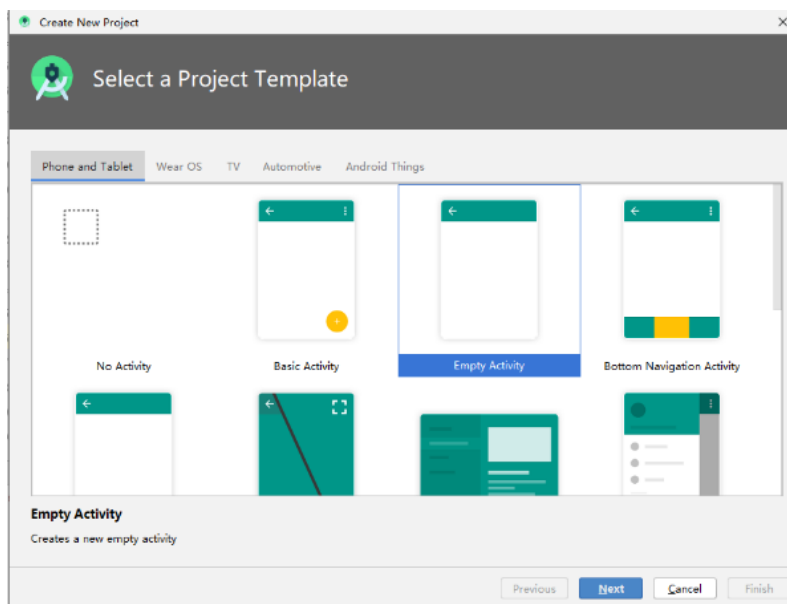 Create New Project
Select a Project Template
Phone and Tablet Wear OS TV Automotive Android Things
No Activity Basic Activity Empty Activity Bottom Navigation Activity
Empty Activity
Creates a new empty activity
Previous Next Cancel Finish